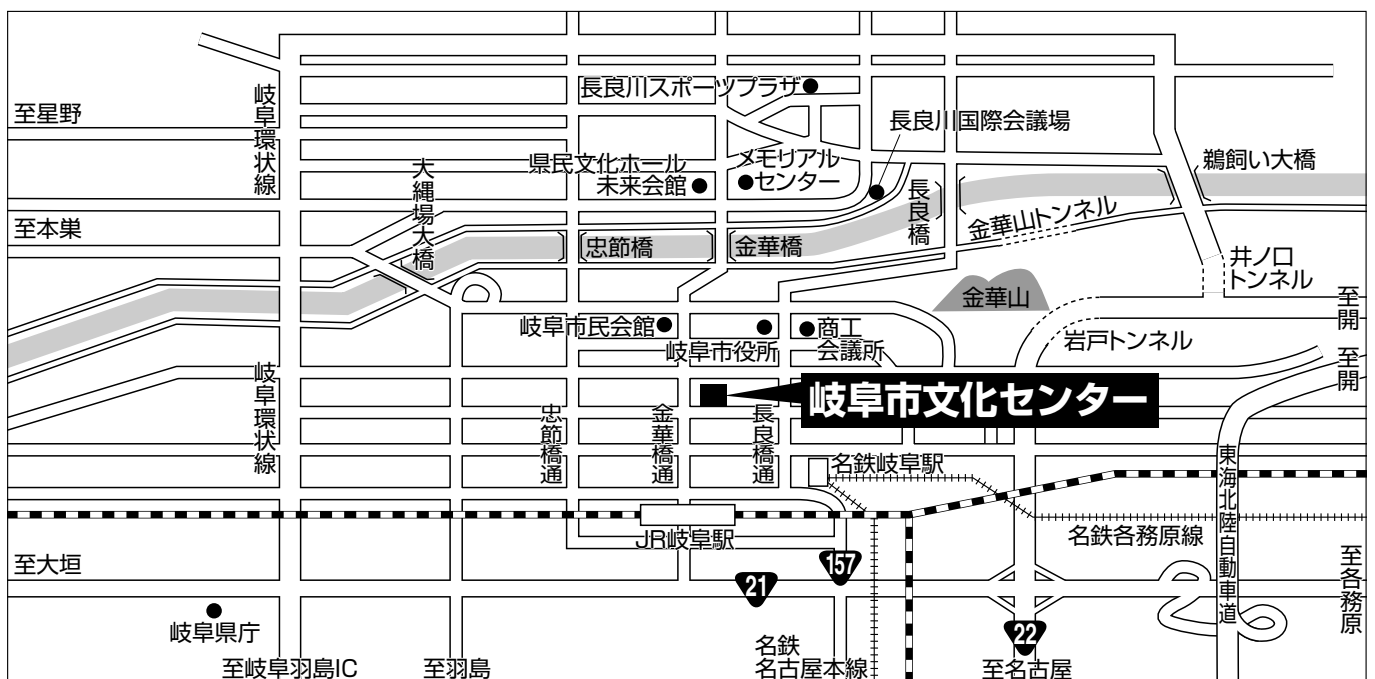 長良川スポーツプラザ
至星野
岐阜環状線
長良川国際会議場
県民文化ホール
未来会館
メモリアル
センター
大縄場大橋
鵜飼い大橋
至本巣
長良橋
金華山トンネル
忠節橋
金華橋
井ノ口
トンネル
金華山
至関
岐阜市民会館
岐阜市役所
商工
会議所
岩戸トンネル
至関
岐阜環状線
岐阜市文化センター
忠節橋通
金華橋通
長良橋通
名鉄岐阜駅
東海北陸自動車道
JR岐阜駅
名鉄各務原線
至大垣
157
21
至各務原
岐阜県庁
22
名鉄
名古屋本線
至岐阜羽島IC
至羽島
至名古屋